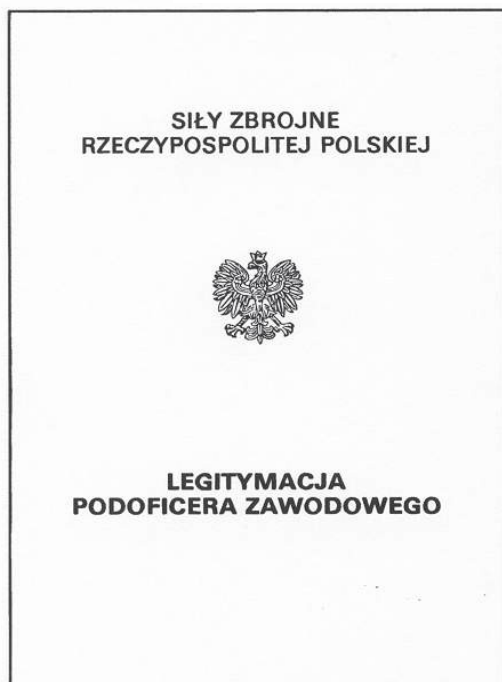 SIŁY ZBROJNE
RZECZYPOSPOLITEJ POLSKIEJ
LEGITYMACJA
PODOFICERA ZAWODOWEGO